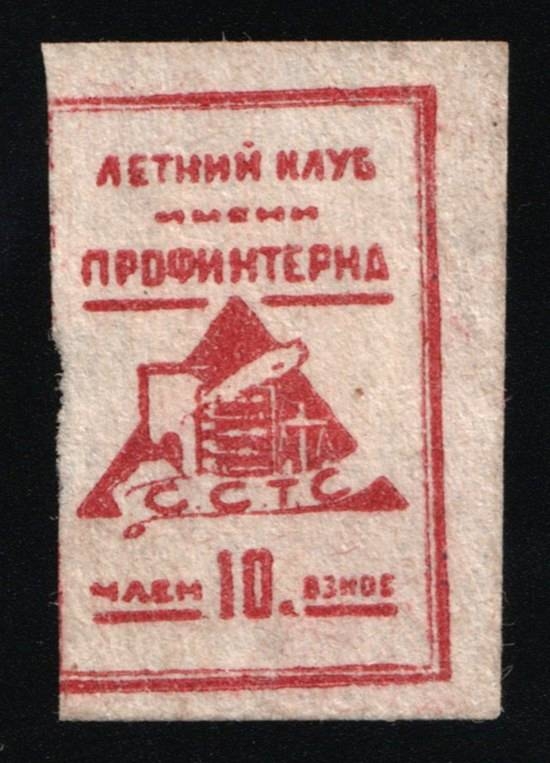 ЛЕТНИЙ КЛУБ
имени
ПРОФИНТЕРНА
С.С.Т.С
ЧЛЕН 10 к. ВЗНОС